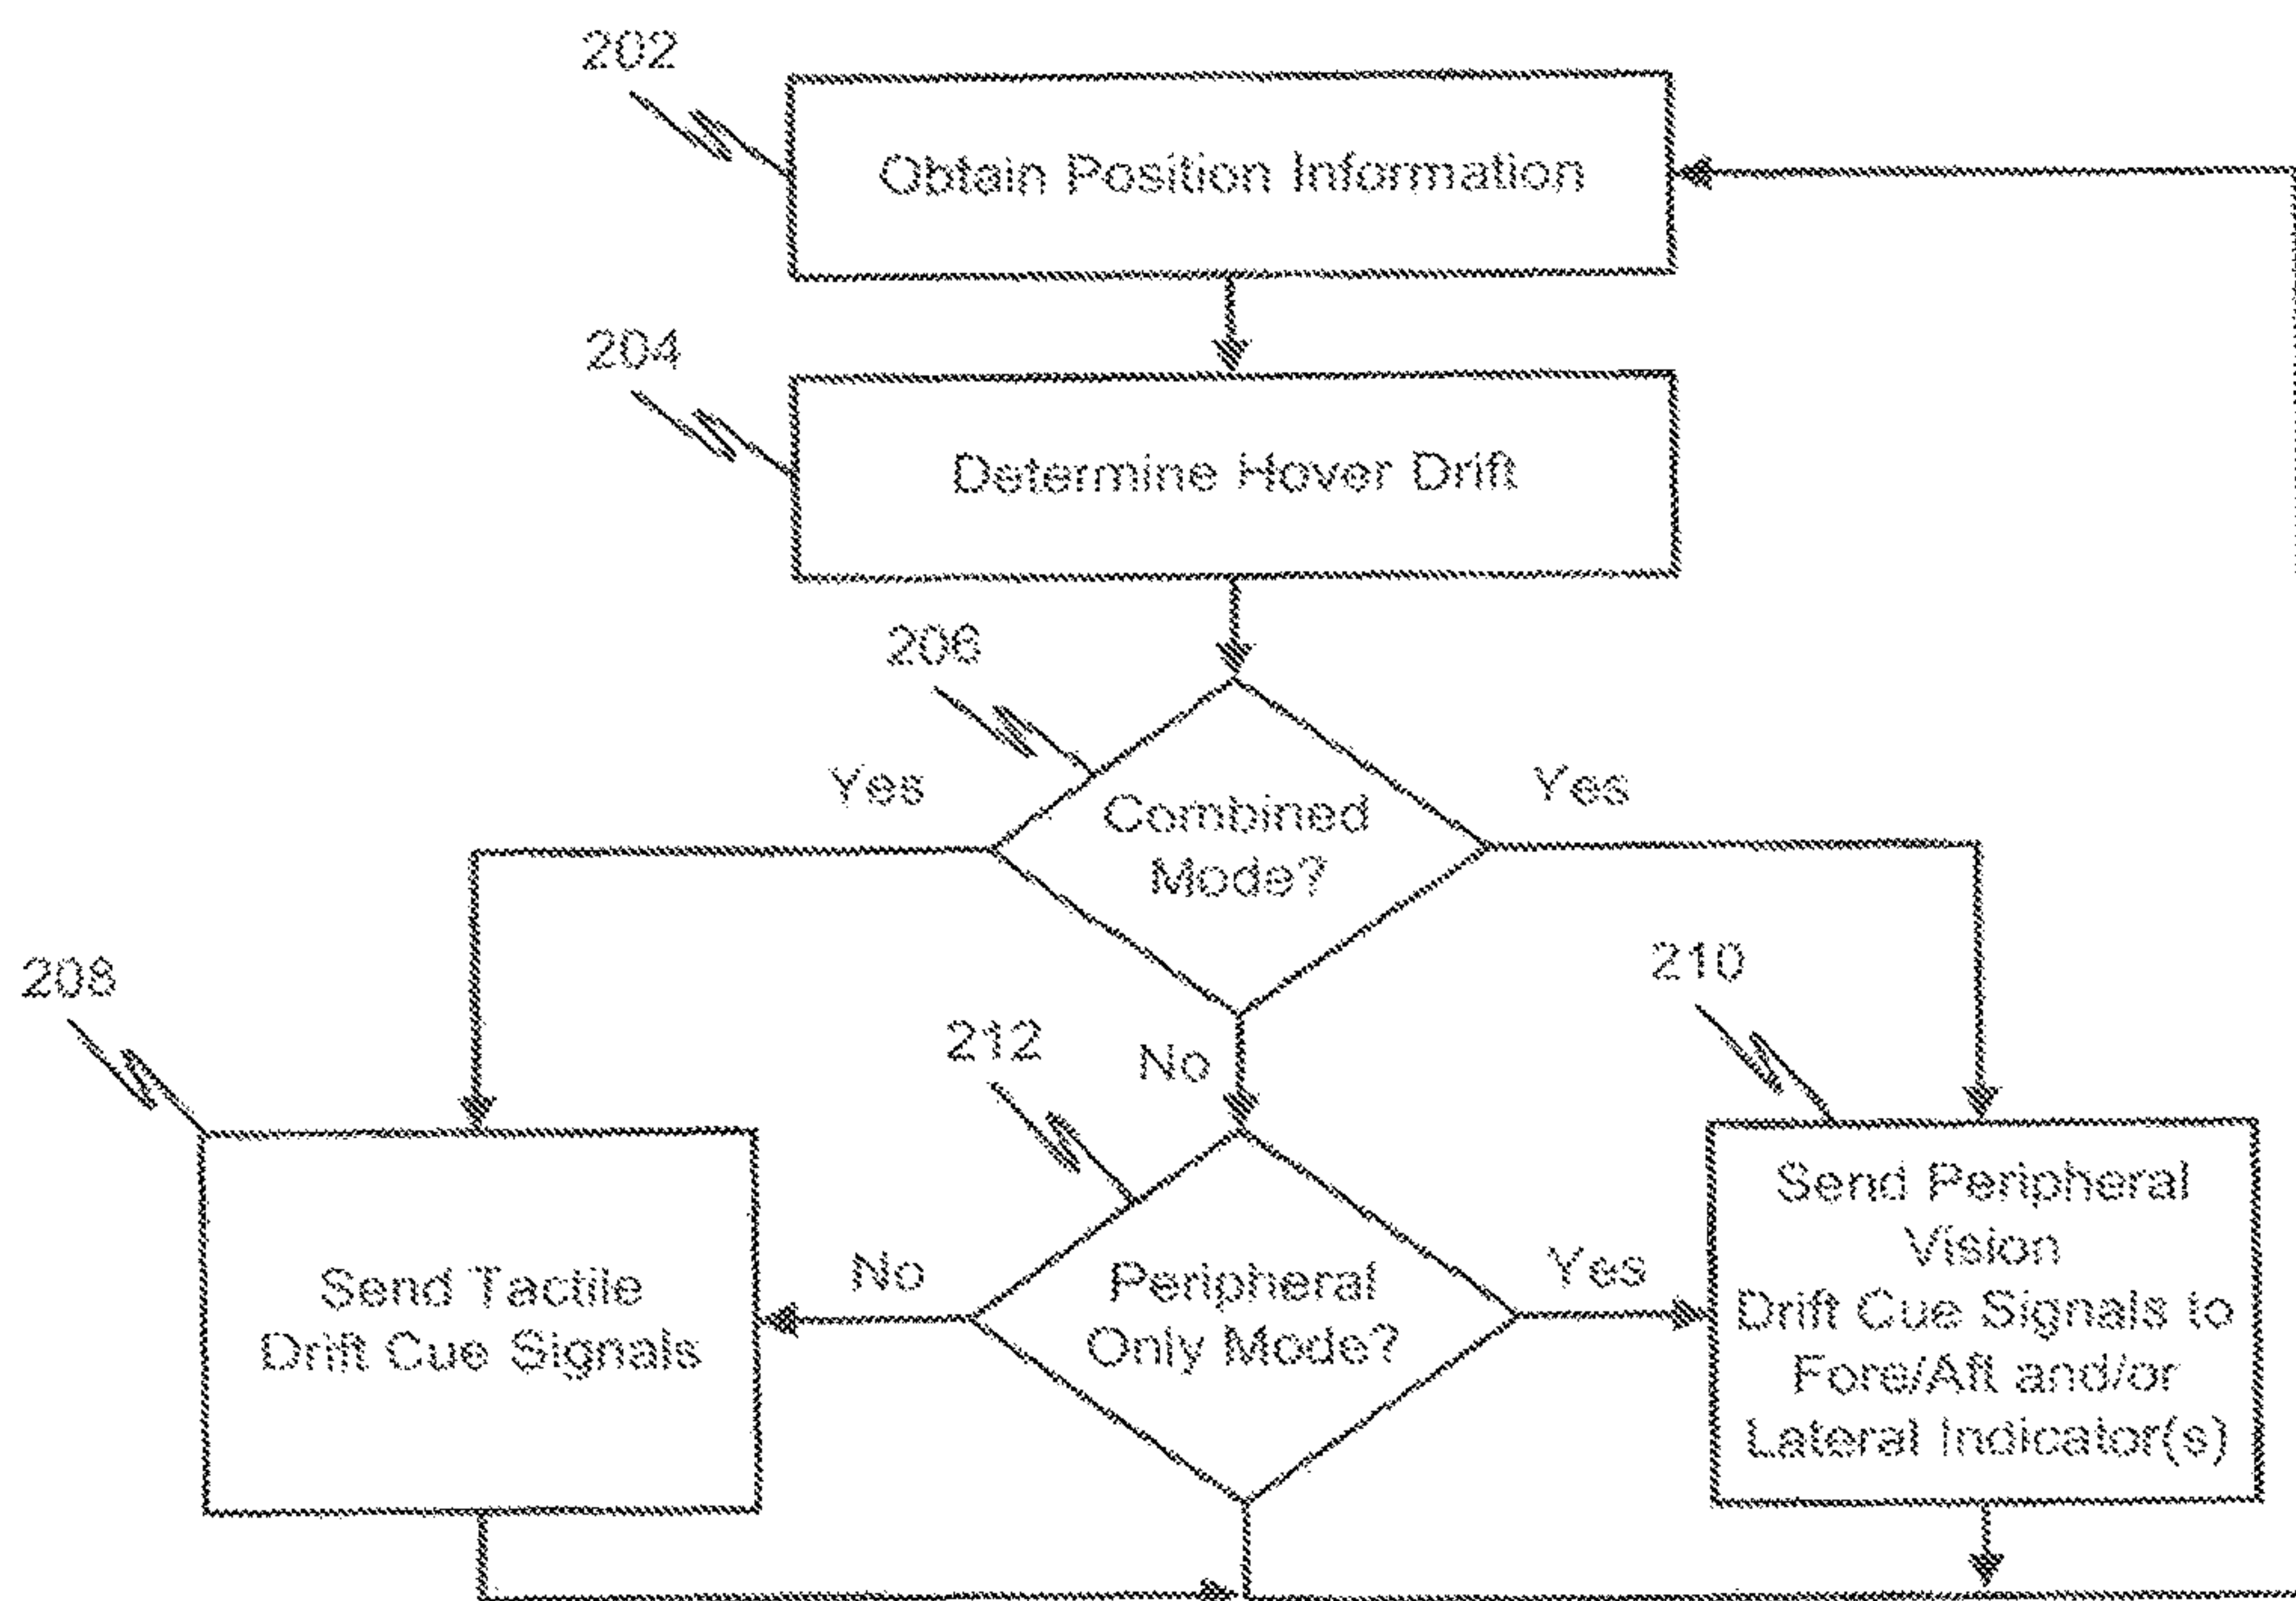 202
Obtain Position Information
204
Determine Hover Drift
206
Yes
Yes
Combined
Mode?
208
210
212
No
Send Tactile
Drift Cue Signals
No
Peripheral
Only Mode?
Yes
Send Peripheral
Vision
Drift Cue Signals to
Fore/Aft and/or
Lateral Indicator(s)